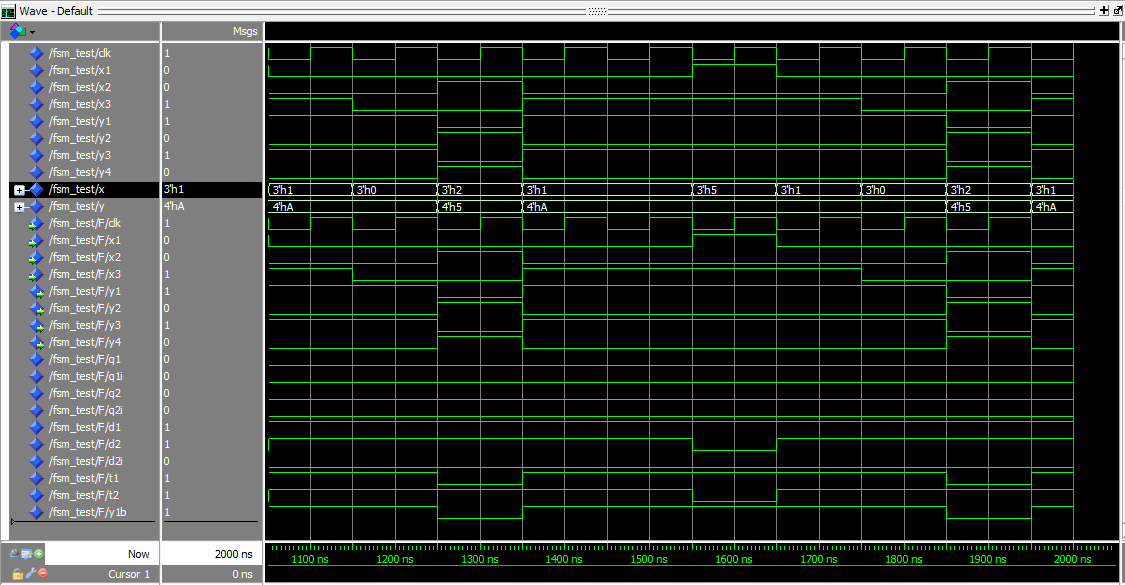 Wave - Default
Msgs
/fsm_test/clk 1
/fsm_test/x1 0
/fsm_test/x2 0
/fsm_test/x3 1
/fsm_test/y1 1
/fsm_test/y2 0
/fsm_test/y3 1
/fsm_test/y4 0
/fsm_test/x 3'h1 3'h1 3'h0 3'h2 3'h1 3'h5 3'h1 3'h0 3'h2 3'h1
/fsm_test/y 4'hA 4'hA 4'h5 4'hA 4'h5 4'hA
/fsm_test/F/clk 1
/fsm_test/F/x1 0
/fsm_test/F/x2 0
/fsm_test/F/x3 1
/fsm_test/F/y1 1
/fsm_test/F/y2 0
/fsm_test/F/y3 1
/fsm_test/F/y4 0
/fsm_test/F/q1 0
/fsm_test/F/q1i 0
/fsm_test/F/q2 0
/fsm_test/F/q2i 0
/fsm_test/F/d1 1
/fsm_test/F/d2 1
/fsm_test/F/d2i 0
/fsm_test/F/t1 1
/fsm_test/F/t2 1
/fsm_test/F/y1b 1
Now 2000 ns 1100 ns 1200 ns 1300 ns 1400 ns 1500 ns 1600 ns 1700 ns 1800 ns 1900 ns 2000 ns
Cursor 1 0 ns